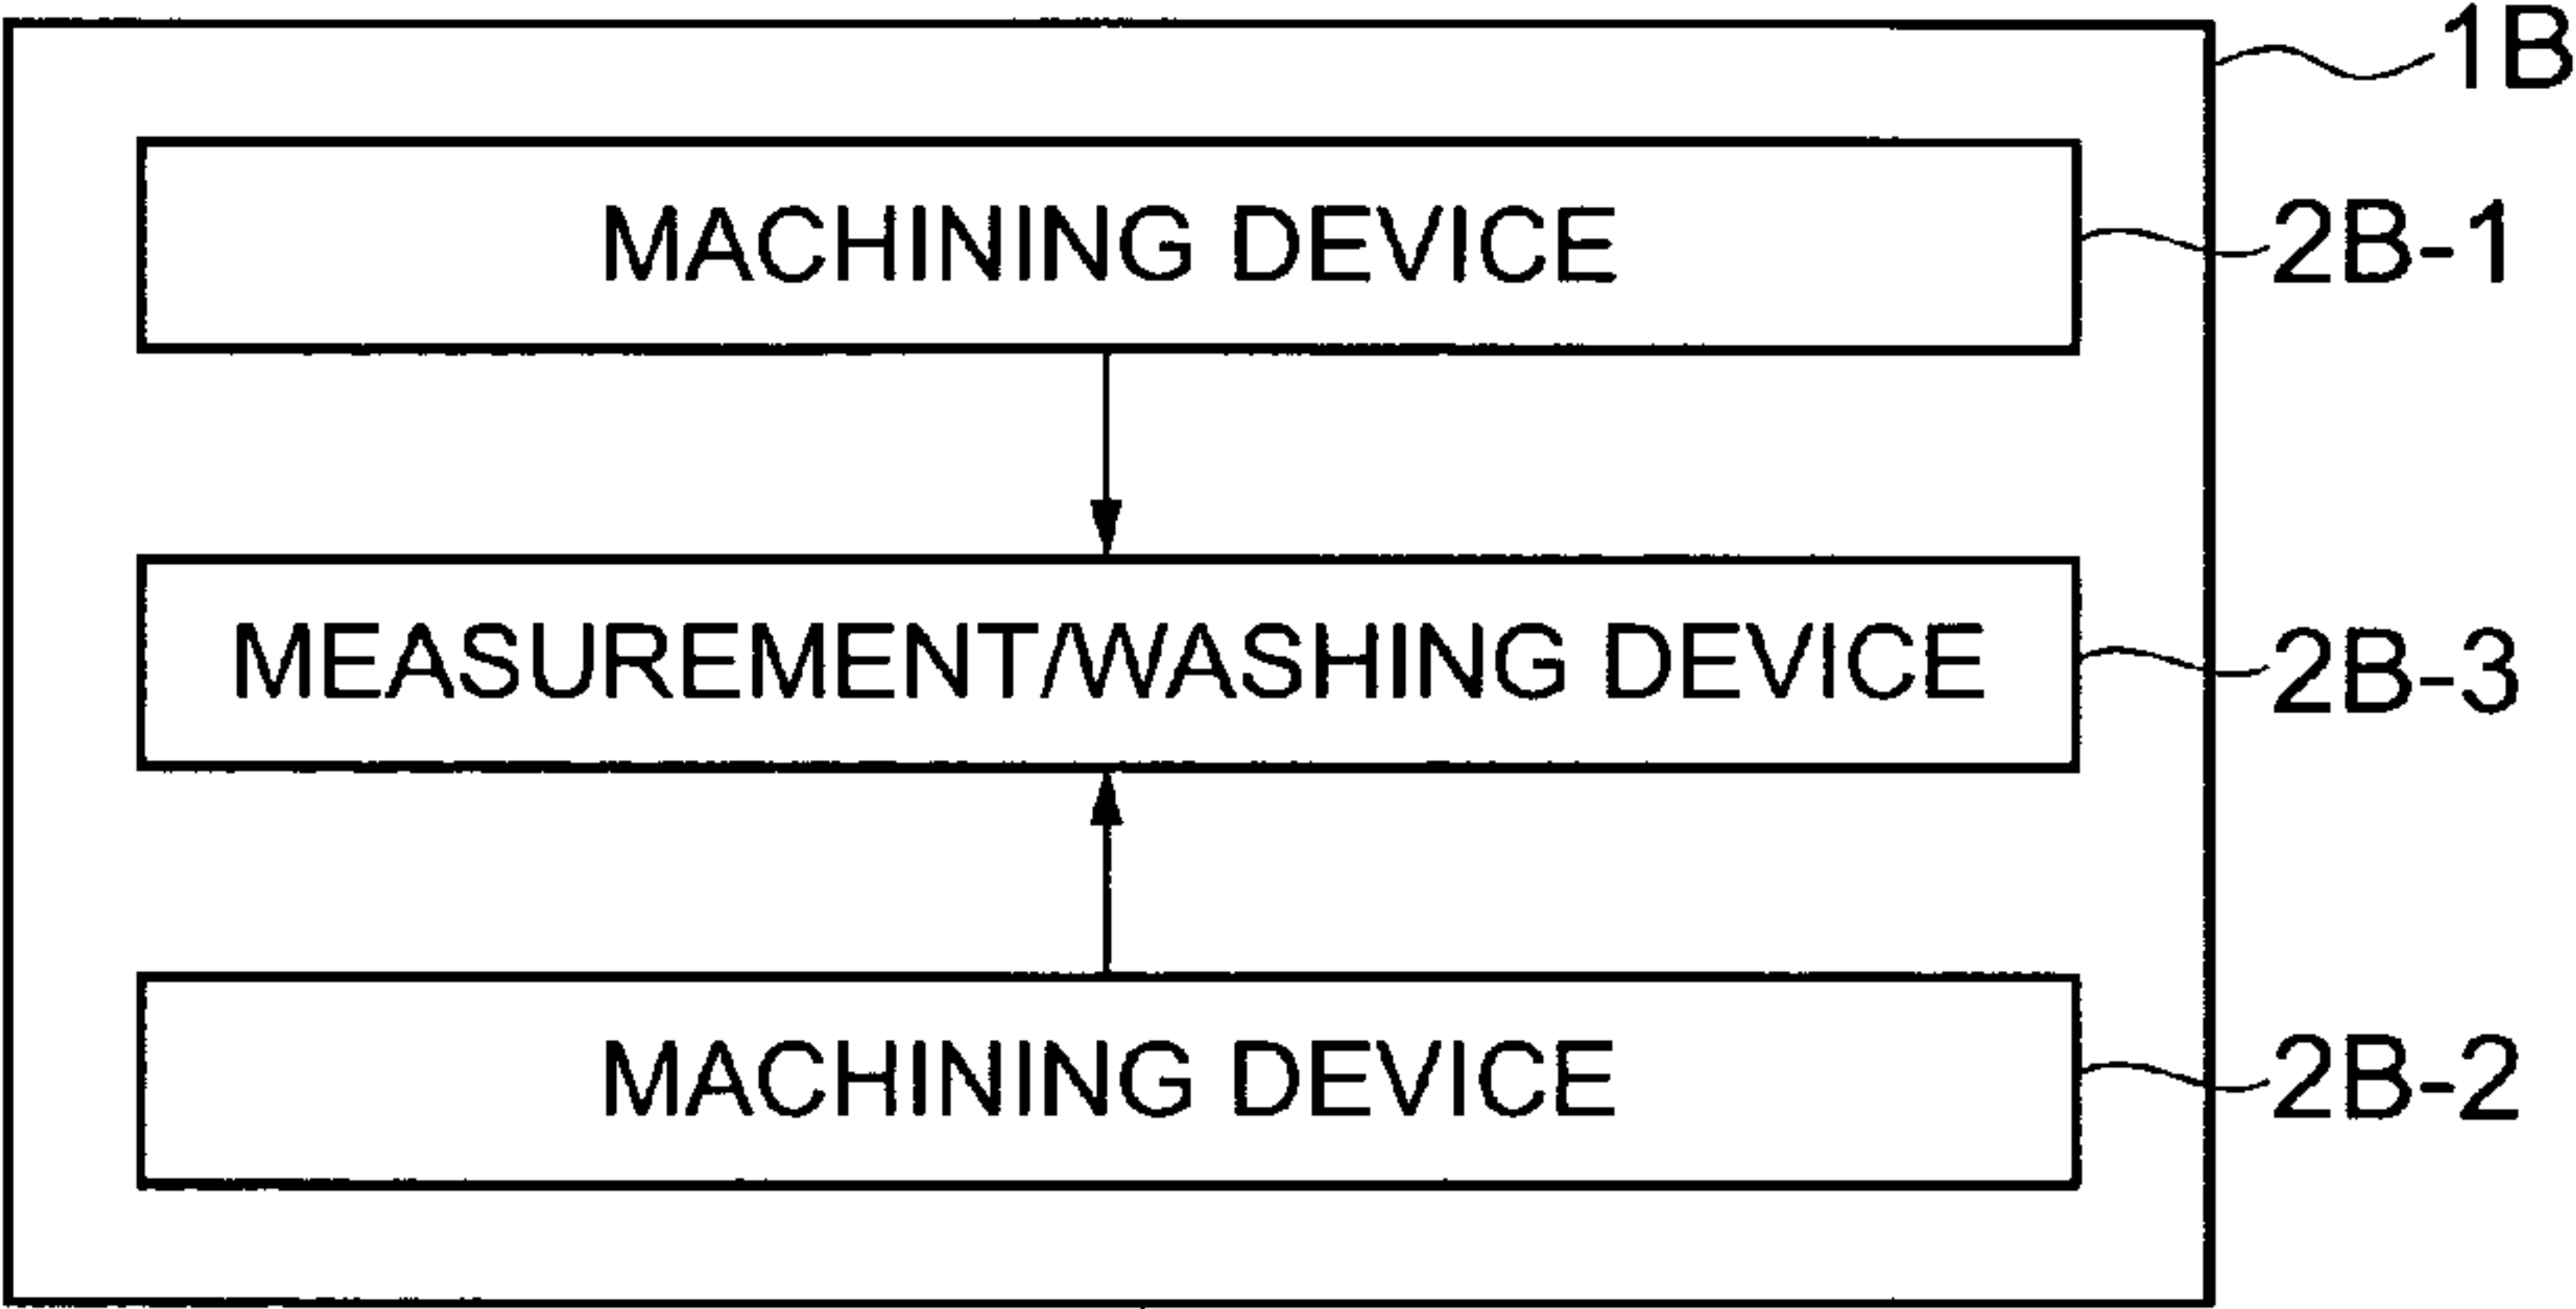 1B
MACHINING DEVICE
2B-1
MEASUREMENT/WASHING DEVICE
2B-3
MACHINING DEVICE
2B-2